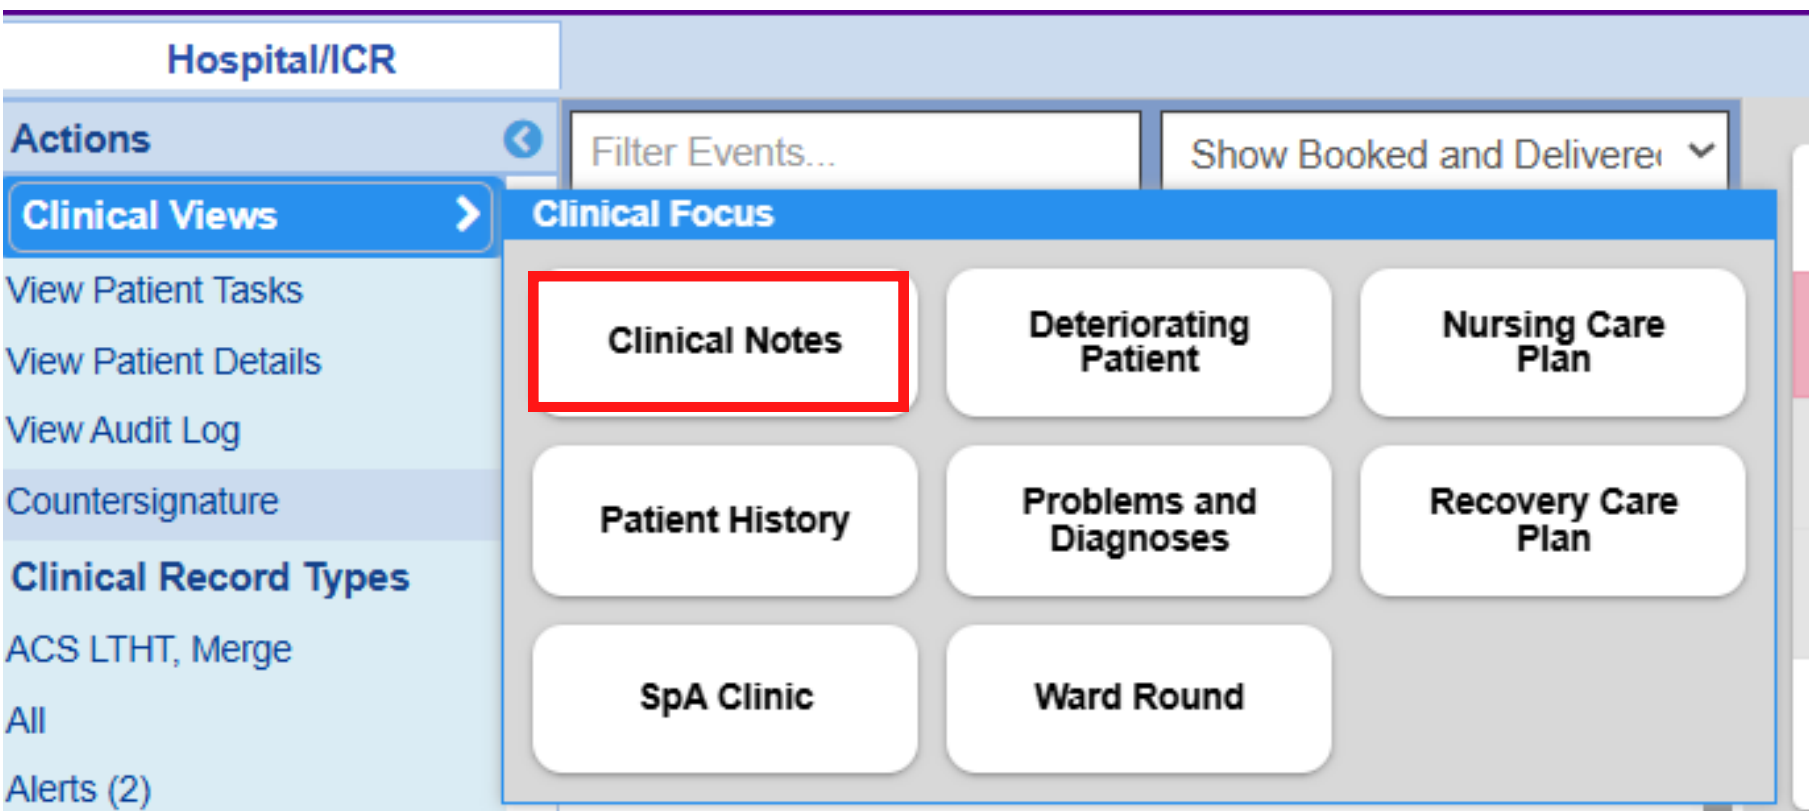 Hospital/ICR
Actions
Filter Events...
Show Booked and Delivere
Clinical Views
Clinical Focus
View Patient Tasks
View Patient Details
View Audit Log
Countersignature
Clinical Record Types
ACS LTHT, Merge
All
Alerts (2)
Clinical Notes
Deteriorating
Patient
Nursing Care
Plan
Patient History
Problems and
Diagnoses
Recovery Care
Plan
SpA Clinic
Ward Round